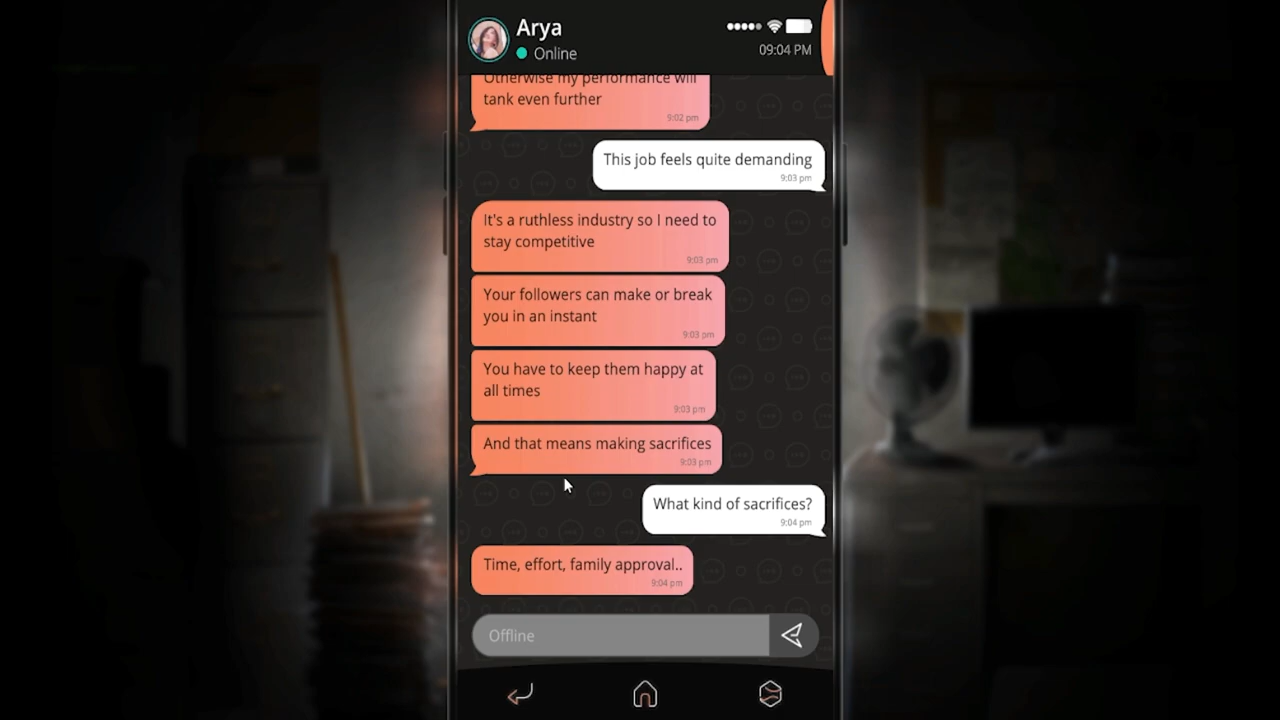 Arya
Online
09:04 PM
Otherwise my performance will
tank even further
9:02 pm
This job feels quite demanding
9:03 pm
It's a ruthless industry so I need to
stay competitive
9:03 pm
Your followers can make or break
you in an instant
9:03 pm
You have to keep them happy at
all times
9:03 pm
And that means making sacrifices
9:03 pm
What kind of sacrifices?
9:04 pm
Time, effort, family approval..
9:04 pm
Offline